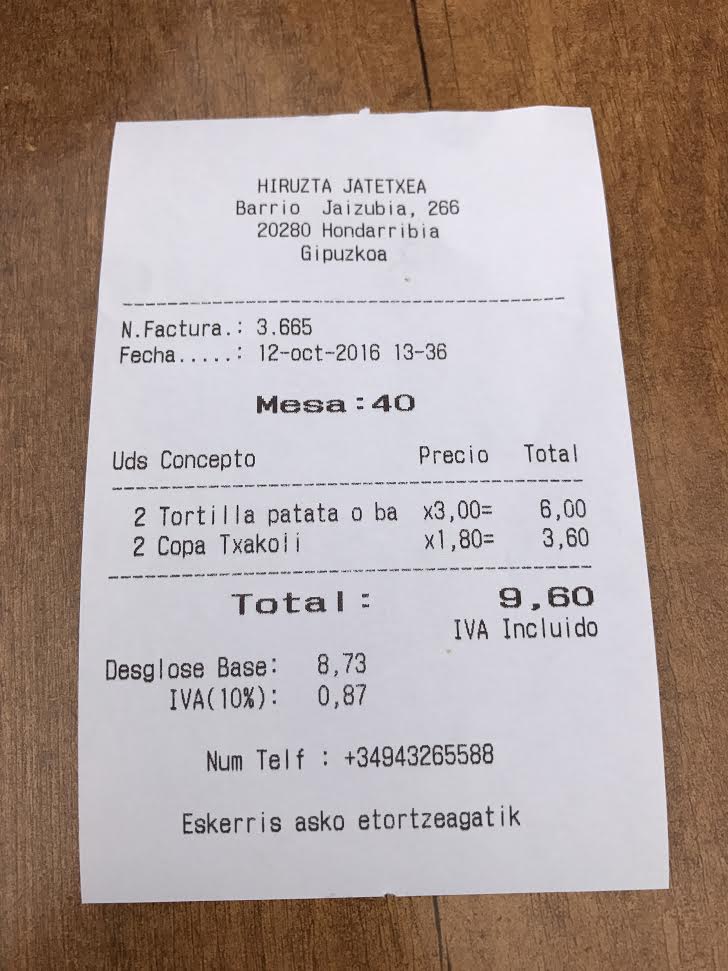 HIRUZTA JATETXEA
Barrio Jaizubia, 266
20280 Hondarribia
Gipuzkoa
N.Factura.: 3.665
Fecha.....: 12-oct-2016 13-36
Mesa:40
Uds Concepto Precio Total
2 Tortilla patata o ba x3,00= 6,00
2 Copa Txakoli x1,80= 3,60
Total: 9,60
IVA Incluido
Desglose Base: 8,73
IVA(10%): 0,87
Num Telf : +34943265588
Eskerris asko etortzeagatik